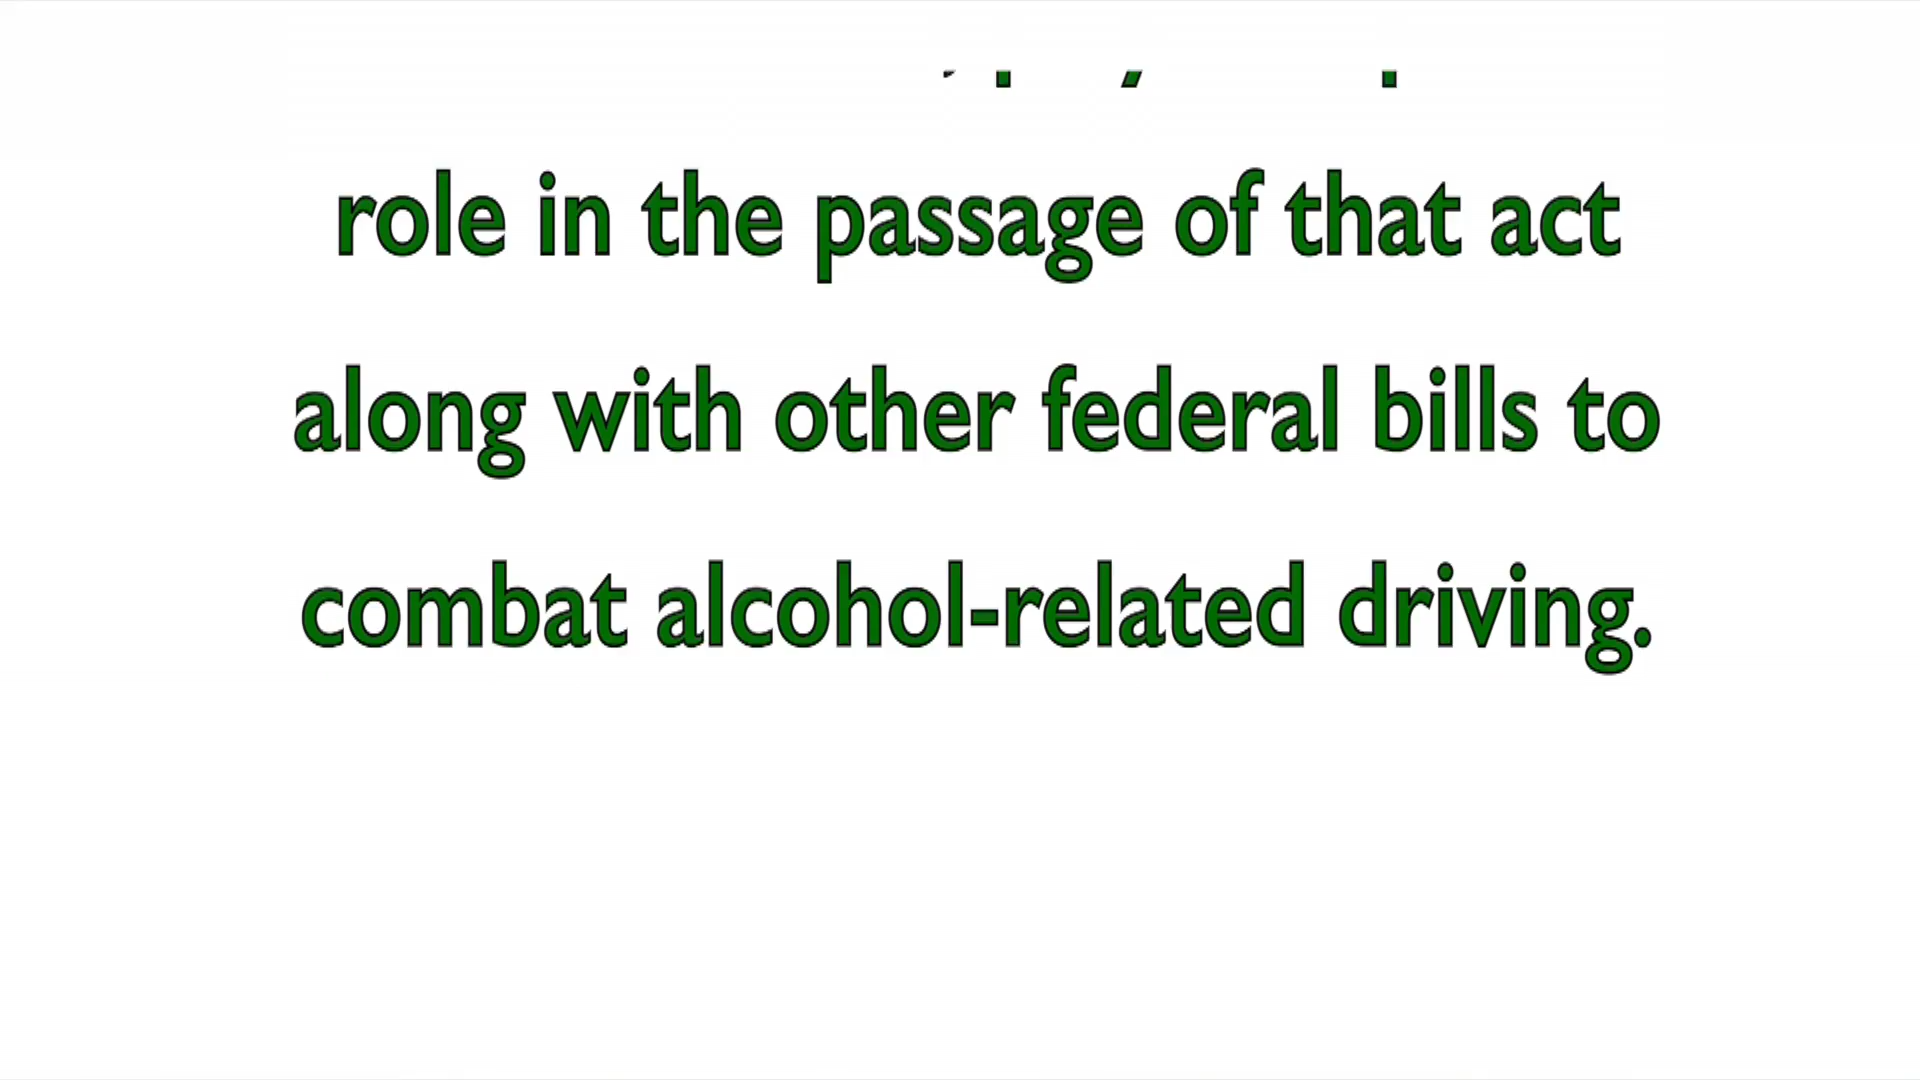 role in the passage of that act
along with other federal bills to
combat alcohol-related driving.